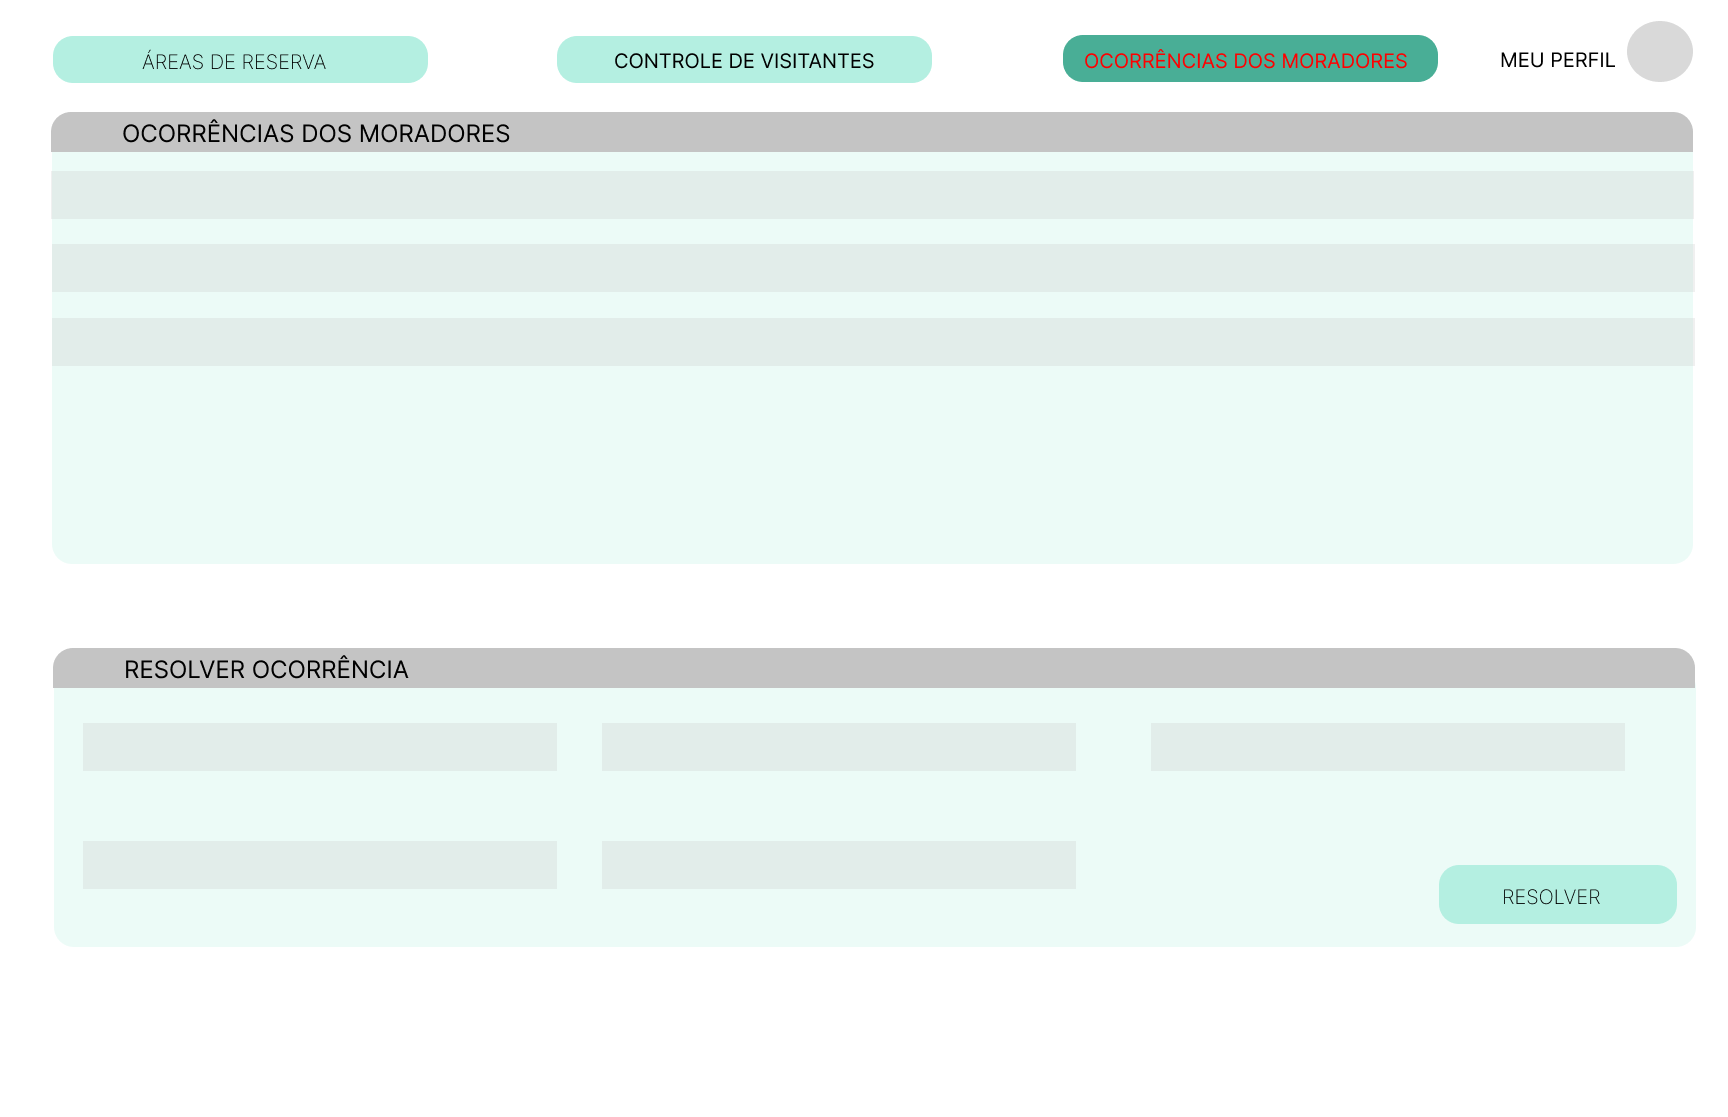 ÁREAS DE RESERVA
CONTROLE DE VISITANTES
OCORRÊNCIAS DOS MORADORES
MEU PERFIL
OCORRÊNCIAS DOS MORADORES
RESOLVER OCORRÊNCIA
RESOLVER